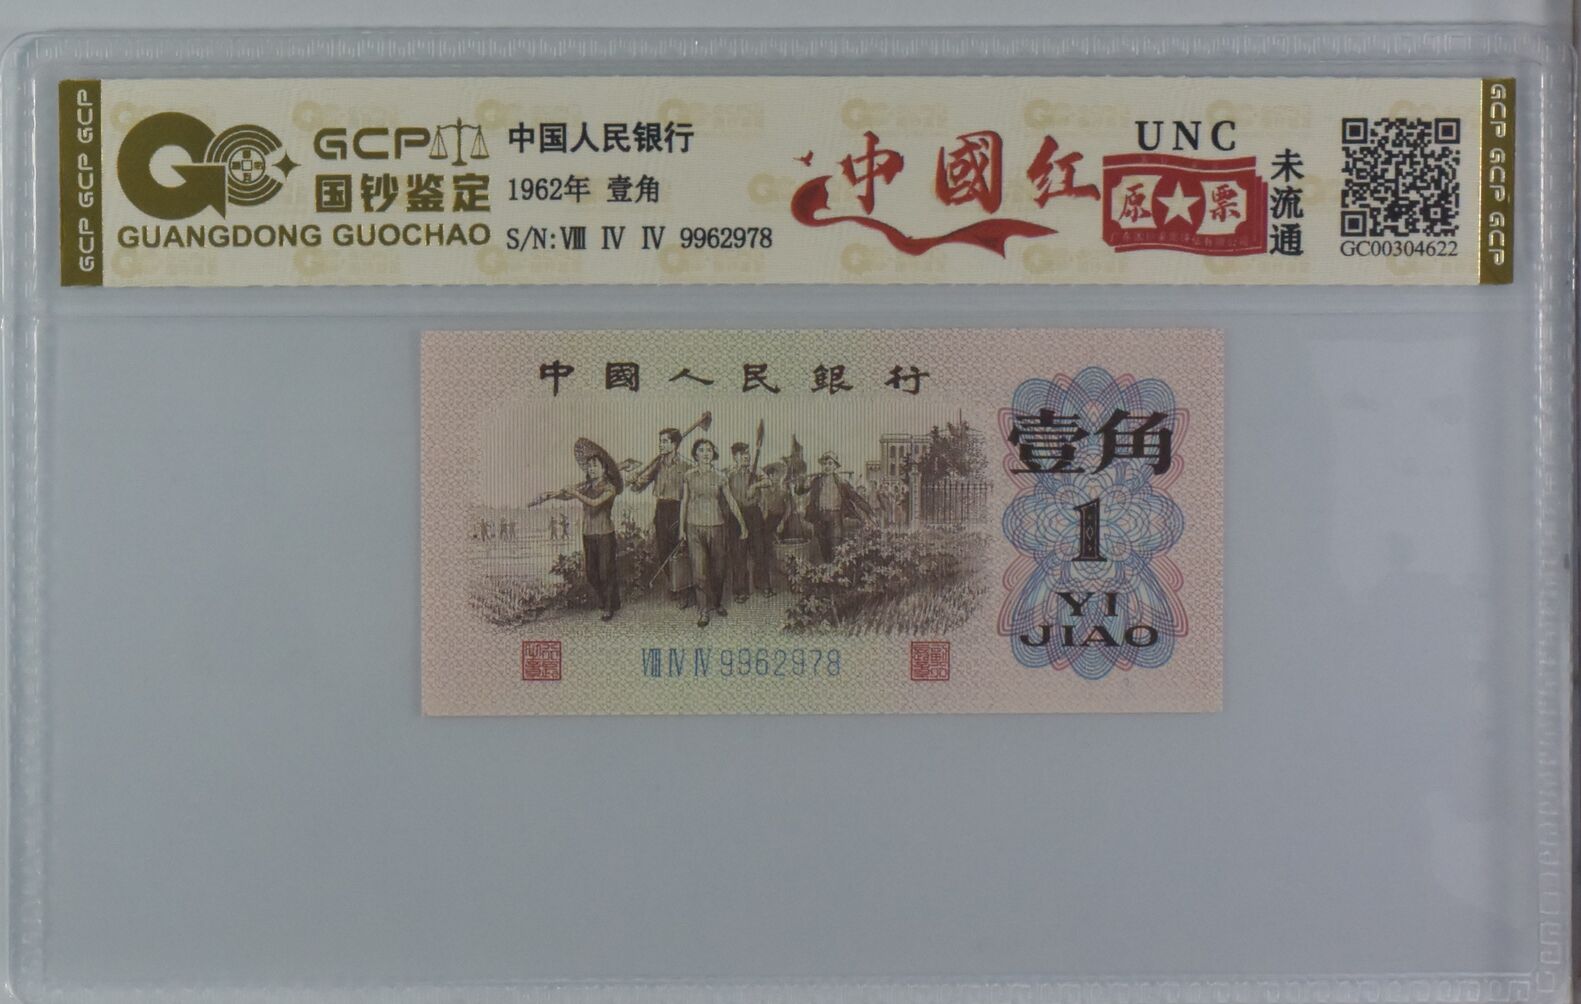 GCP GCP GCP
GCP
国钞鉴定
GUANGDONG GUOCHAO
中国人民银行
1962年 壹角
S/N:Ⅷ Ⅳ Ⅳ 9962978
中國红
UNC
原票
未流通
GC00304622
GCP GCP GCP
中國人民銀行
壹角
1
YI
JIAO
Ⅷ Ⅳ Ⅳ 9962978